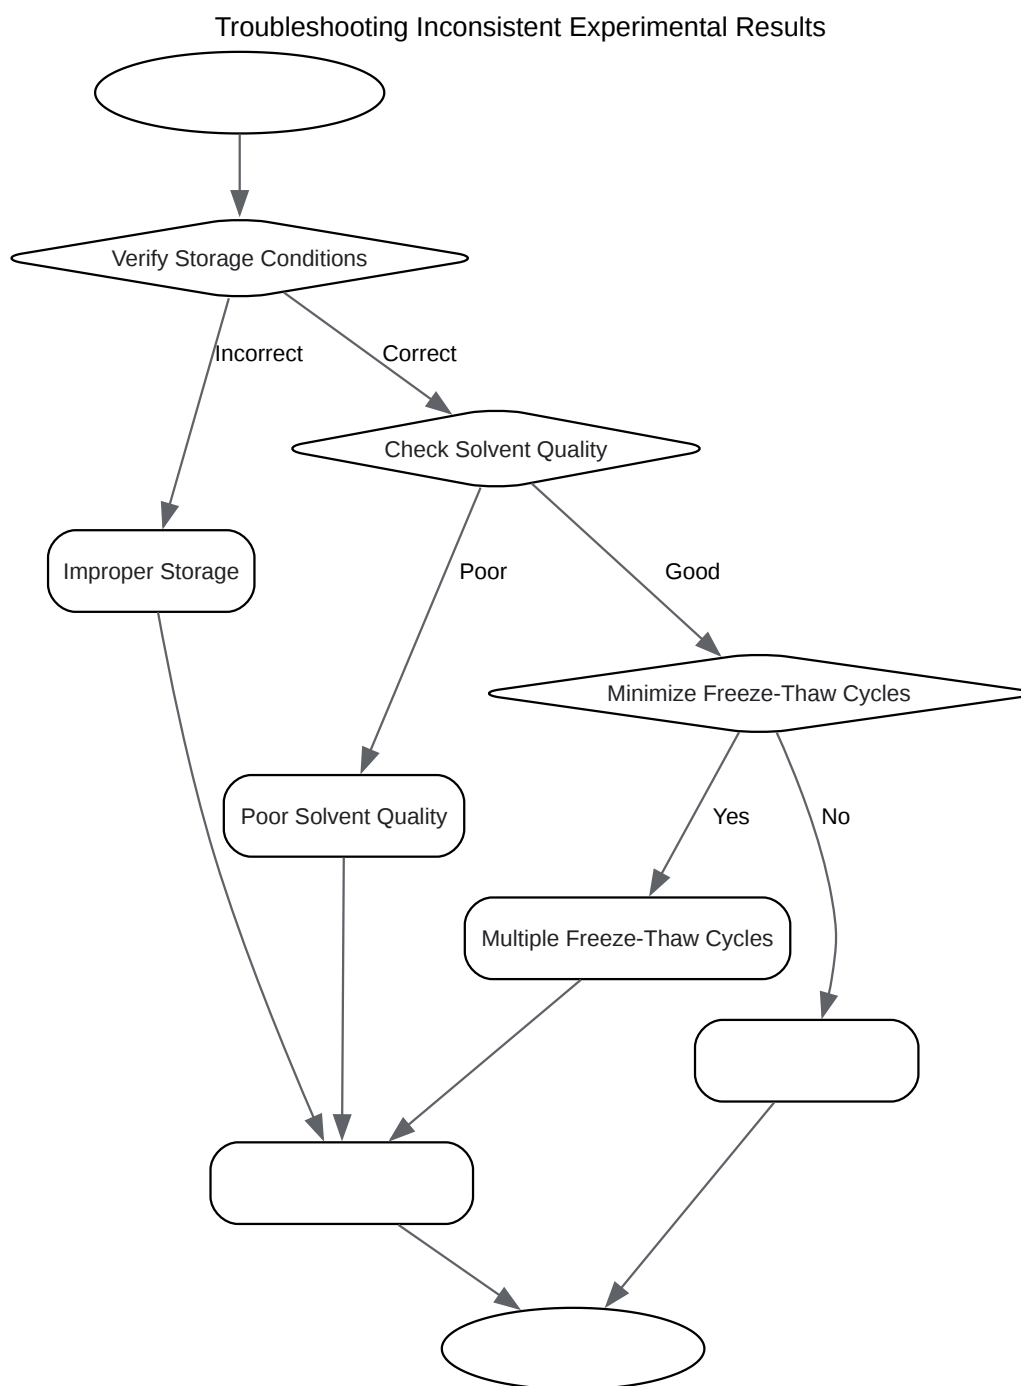 Troubleshooting Inconsistent Experimental Results
Verify Storage Conditions
Incorrect
Correct
Check Solvent Quality
Improper Storage
Poor
Good
Minimize Freeze-Thaw Cycles
Poor Solvent Quality
Yes
No
Multiple Freeze-Thaw Cycles